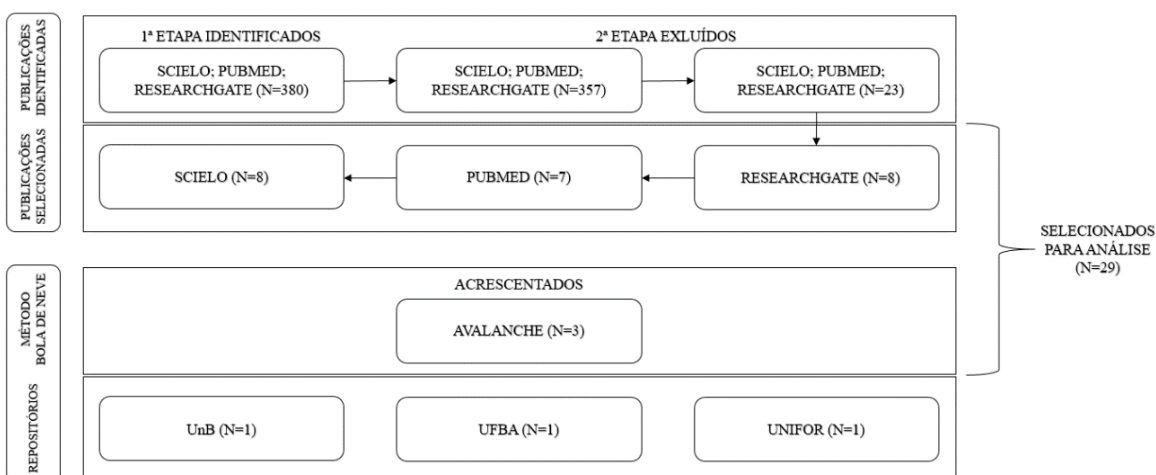 PUBLICAÇÕES
IDENTIFICADAS
1ª ETAPA IDENTIFICADOS
2ª ETAPA EXLUÍDOS
SCIELO; PUBMED;
RESEARCHGATE (N=380)
SCIELO; PUBMED;
RESEARCHGATE (N=357)
SCIELO; PUBMED;
RESEARCHGATE (N=23)
PUBLICAÇÕES
SELECIONADAS
SCIELO (N=8)
PUBMED (N=7)
RESEARCHGATE (N=8)
SELECIONADOS
PARA ANÁLISE
(N=29)
MÉTODO
BOLA DE NEVE
ACRESCENTADOS
AVALANCHE (N=3)
REPOSITÓRIOS
UnB (N=1)
UFBA (N=1)
UNIFOR (N=1)